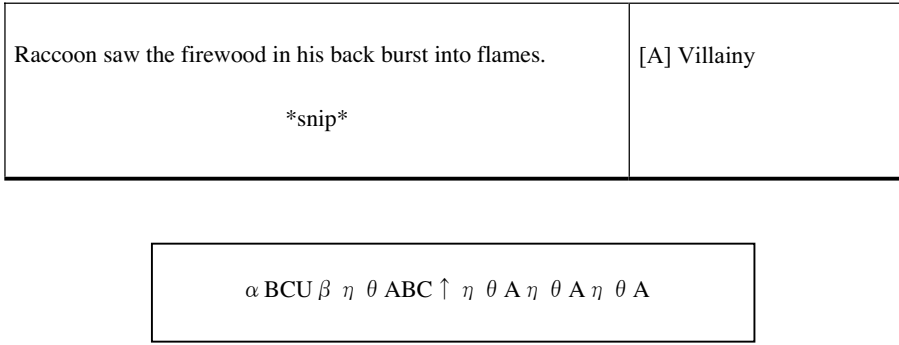 Raccoon saw the firewood in his back burst into flames.
[A] Villainy
*snip*
α BCU β η θ ABC ↑ η θ A η θ A η θ A